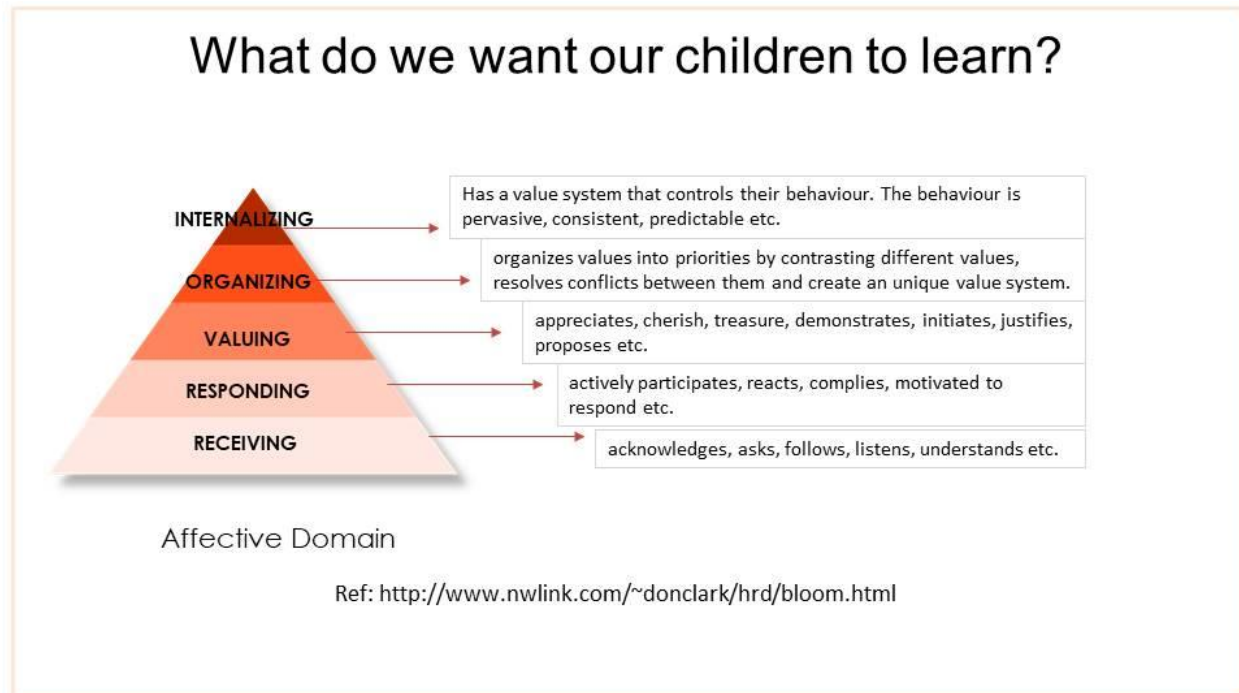 What do we want our children to learn?
INTERNALIZING
Has a value system that controls their behaviour. The behaviour is
pervasive, consistent, predictable etc.
ORGANIZING
organizes values into priorities by contrasting different values,
resolves conflicts between them and create an unique value system.
VALUING
appreciates, cherish, treasure, demonstrates, initiates, justifies,
proposes etc.
RESPONDING
actively participates, reacts, complies, motivated to
respond etc.
RECEIVING
acknowledges, asks, follows, listens, understands etc.
Affective Domain
Ref: http://www.nwlink.com/~donclark/hrd/bloom.html